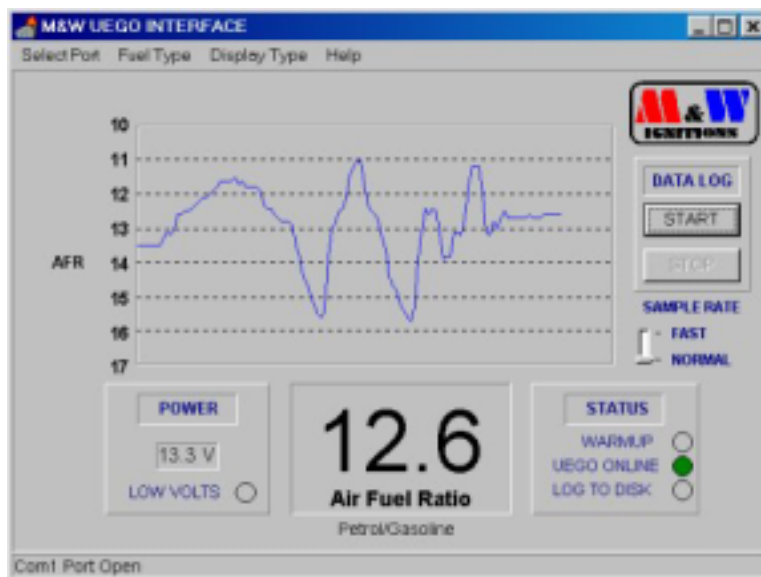 M&W UEGO INTERFACE
Select Port Fuel Type Display Type Help
M&W
IGNITIONS
10
11
12
13
14
15
16
17
AFR
DATA LOG
START
STOP
SAMPLE RATE
FAST
NORMAL
POWER
13.3 V
LOW VOLTS
12.6
Air Fuel Ratio
Petrol/Gasoline
STATUS
WARMUP
UEGO ONLINE
LOG TO DISK
Com1 Port Open